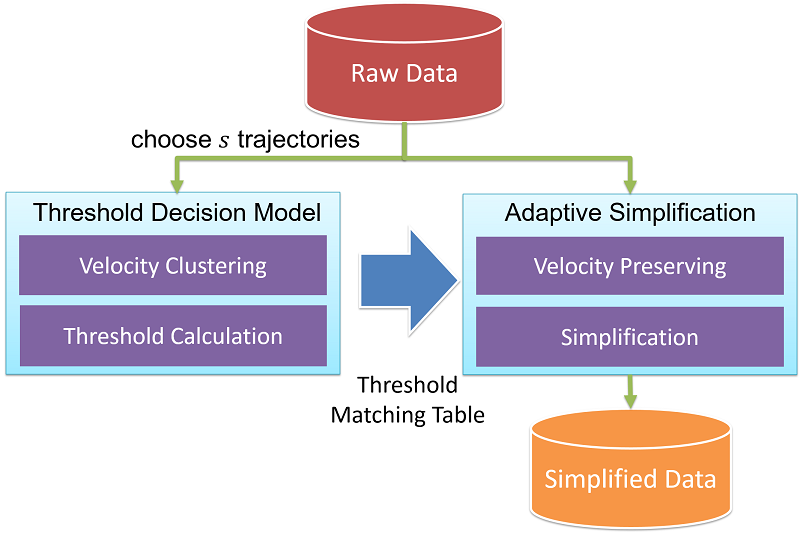 Raw Data
choose s trajectories
Threshold Decision Model
Velocity Clustering
Threshold Calculation
Threshold
Matching Table
Adaptive Simplification
Velocity Preserving
Simplification
Simplified Data